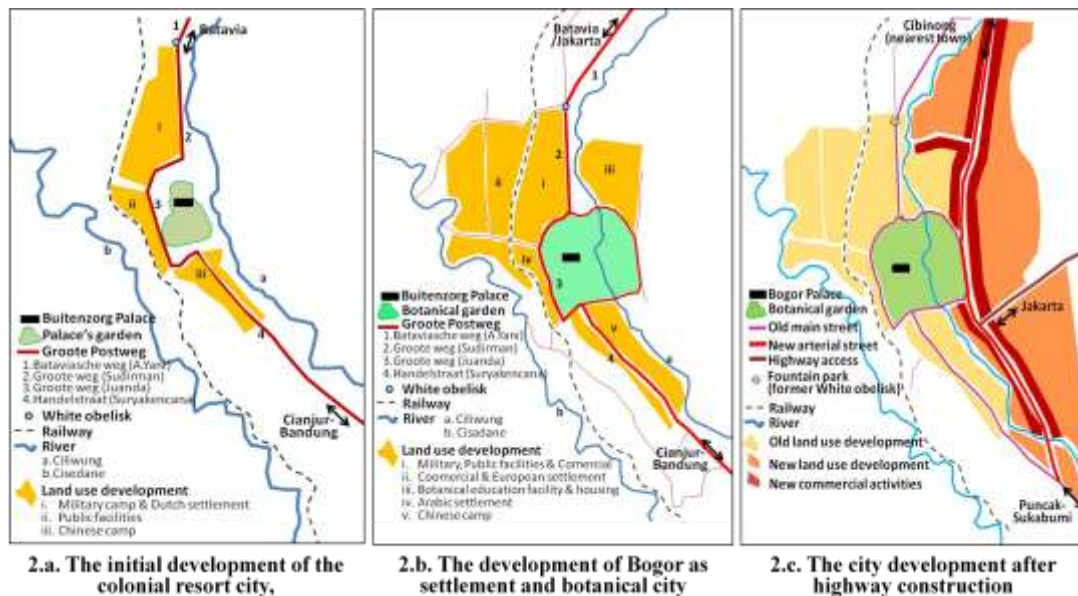 1
Batavia
i
2
ii
3
b
iii
a
4
Buitenzorg Palace
Palace's garden
Groote Postweg
1.Bataviasche weg (A.Yani)
2.Groote weg (Sudirman)
3 Groote weg (Juanda)
4.Handelstraat (Suryakencana)
White obelisk
Railway
River
a.Ciliwung
b.Cisedane
Cianjur-
Bandung
Land use development
i. Military camp & Dutch settlement
ii. Public facilities
iii. Chinese camp
2.a. The initial development of the
colonial resort city,
Batavia
/Jakarta
1
2
iii
ii
i
iv
3
Buitenzorg Palace
Botanical garden
Groote Postweg
1.Bataviasche weg (A.Yani)
2.Groote weg (Sudirman)
3.Groote weg (Juanda)
4.Handelstraat (Suryakencana)
v
4
a
b
White obelisk
Railway
River a. Ciliwung
b. Cisadane
Cianjur-
Bandung
Land use development
i. Military, Public facilities & Comercial
ii. Coomercial & European settlement
iii. Botanical education facility & housing
iv. Arabic settlement
v. Chinese camp
2.b. The development of Bogor as
settlement and botanical city
Cibinong
(nearest town)
Bogor Palace
Botanical garden
Old main street
New arterial street
Highway access
Fountain park
(former White obelisk)
Railway
River
Old land use development
New land use development
New commercial activities
Jakarta
Puncak-
Sukabumi
2.c. The city development after
highway construction